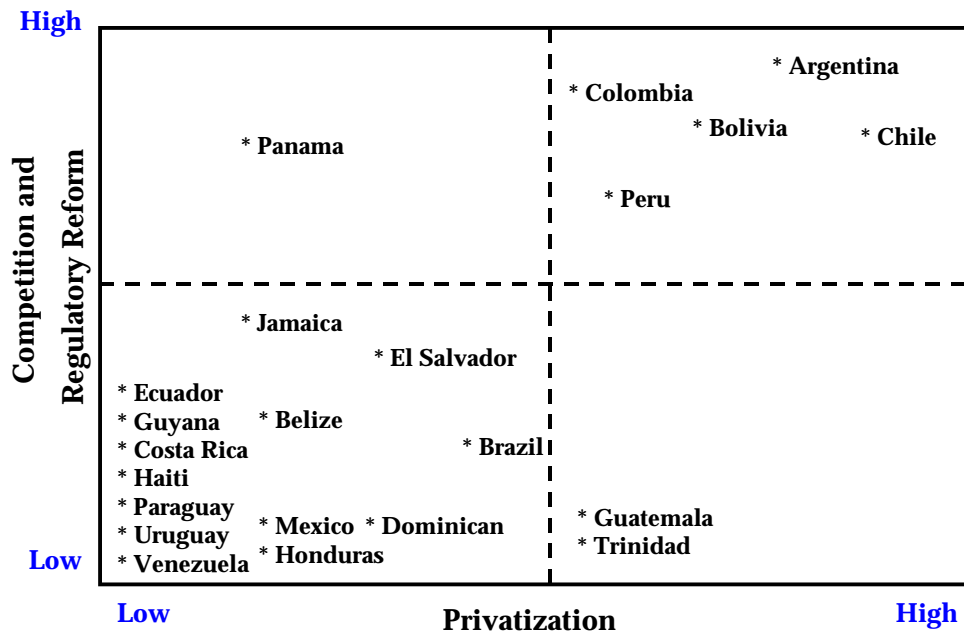 High
* Argentina
* Colombia
* Bolivia
* Chile
* Panama
* Peru
Competition and
Regulatory Reform
* Jamaica
* El Salvador
* Ecuador
* Guyana
* Belize
* Costa Rica
* Brazil
* Haiti
* Paraguay
* Mexico
* Dominican
* Guatemala
* Uruguay
* Trinidad
* Honduras
* Venezuela
Low
Low
Privatization
High